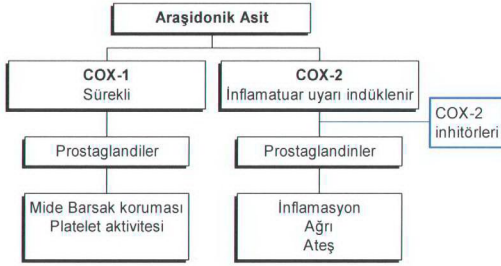 Araşidonik Asit
COX-1
Sürekli
COX-2
İnflamatuar uyarı indüklenir
COX-2
inhitörleri
Prostaglandiler
Prostaglandinler
Mide Barsak koruması
Platelet aktivitesi
İnflamasyon
Ağrı
Ateş